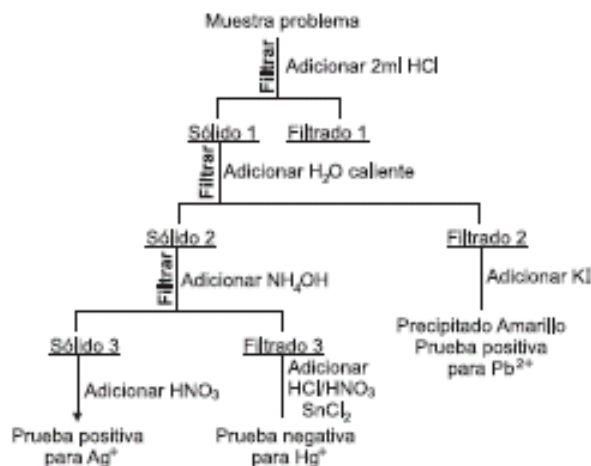 Muestra problema
Filtrar
Adicionar 2ml HCl
Sólido 1
Filtrado 1
Filtrar
Adicionar H₂O caliente
Sólido 2
Filtrado 2
Filtrar
Adicionar NH₄OH
Adicionar KI
Precipitado Amarillo
Prueba positiva
para Pb²⁺
Sólido 3
Filtrado 3
Adicionar HNO₃
Adicionar
HCl/HNO₃
SnCl₂
Prueba positiva
para Ag⁺
Prueba negativa
para Hg⁺